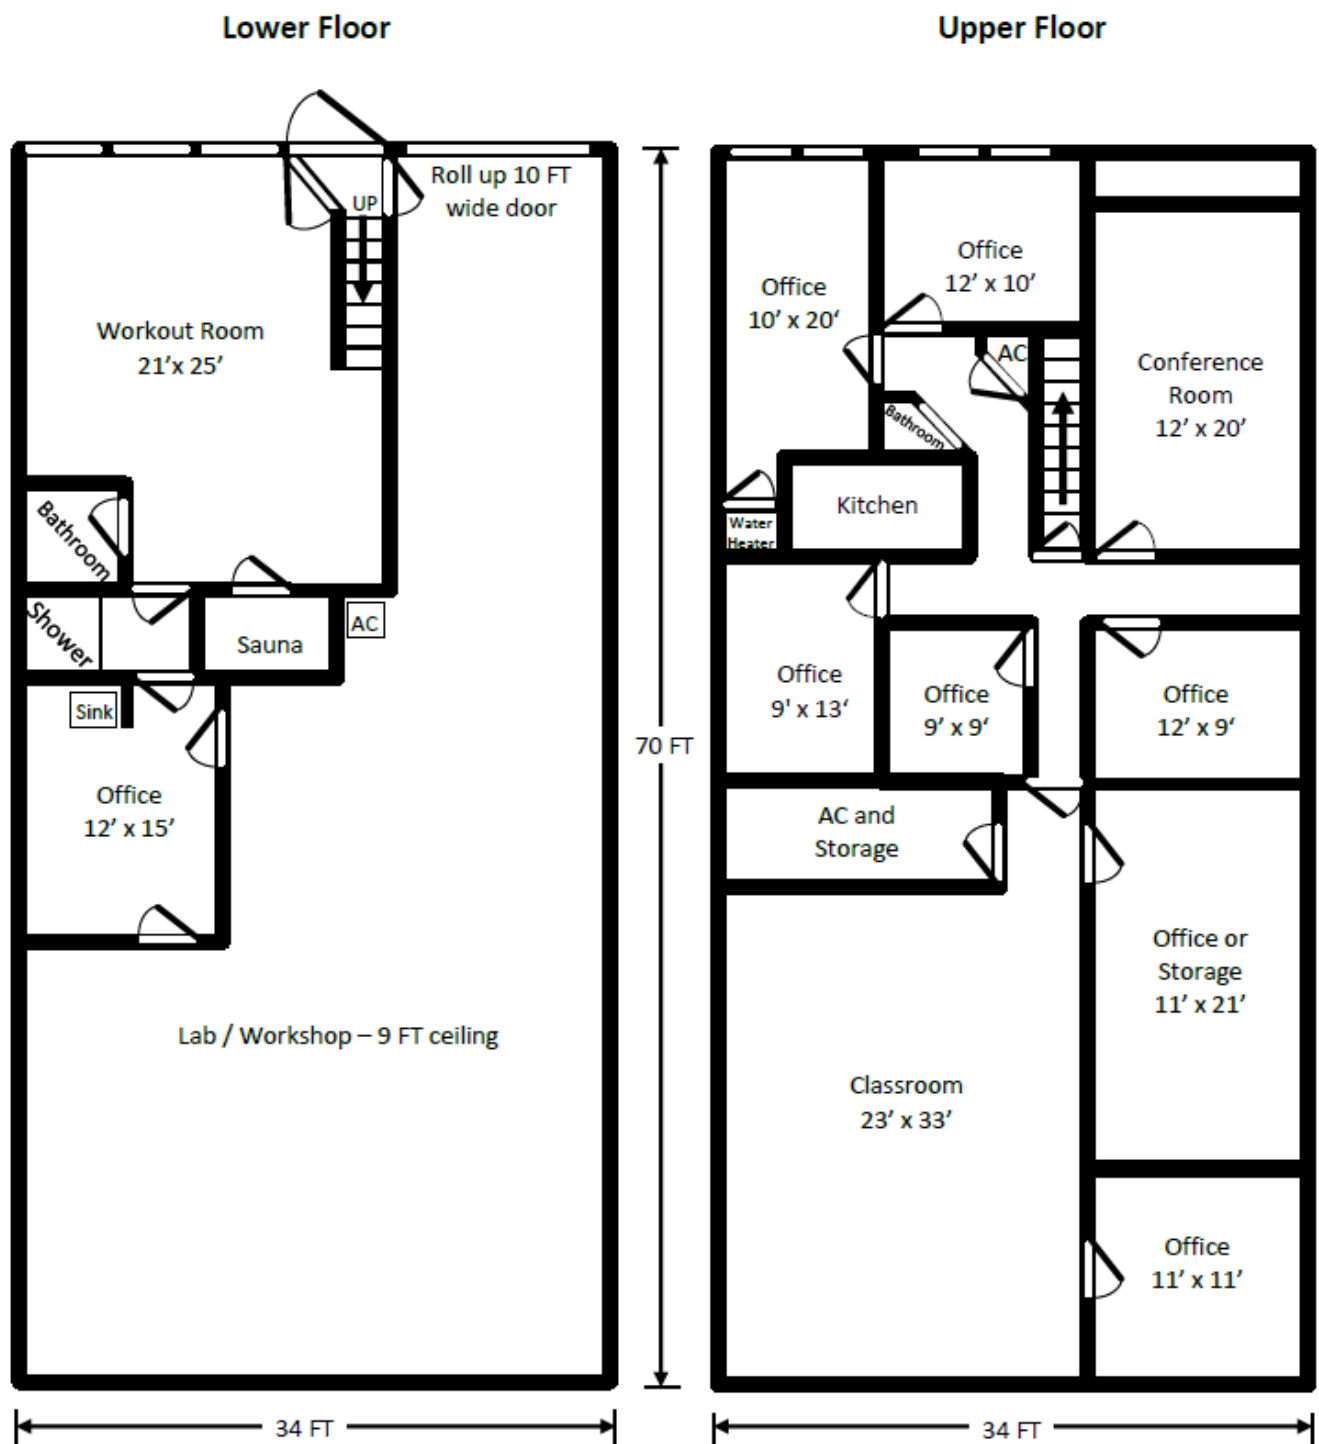 Lower Floor
Roll up 10 FT
wide door
UP
Workout Room
21’x 25’
Bathroom
Shower
Sauna
AC
Sink
Office
12’ x 15’
Lab / Workshop – 9 FT ceiling
34 FT
70 FT
Upper Floor
Office
10’ x 20‘
Office
12’ x 10’
AC
Bathroom
Conference
Room
12’ x 20’
Kitchen
Water
Heater
Office
9' x 13‘
Office
9’ x 9‘
Office
12’ x 9‘
AC and
Storage
Office or
Storage
11’ x 21’
Classroom
23’ x 33’
Office
11’ x 11’
34 FT